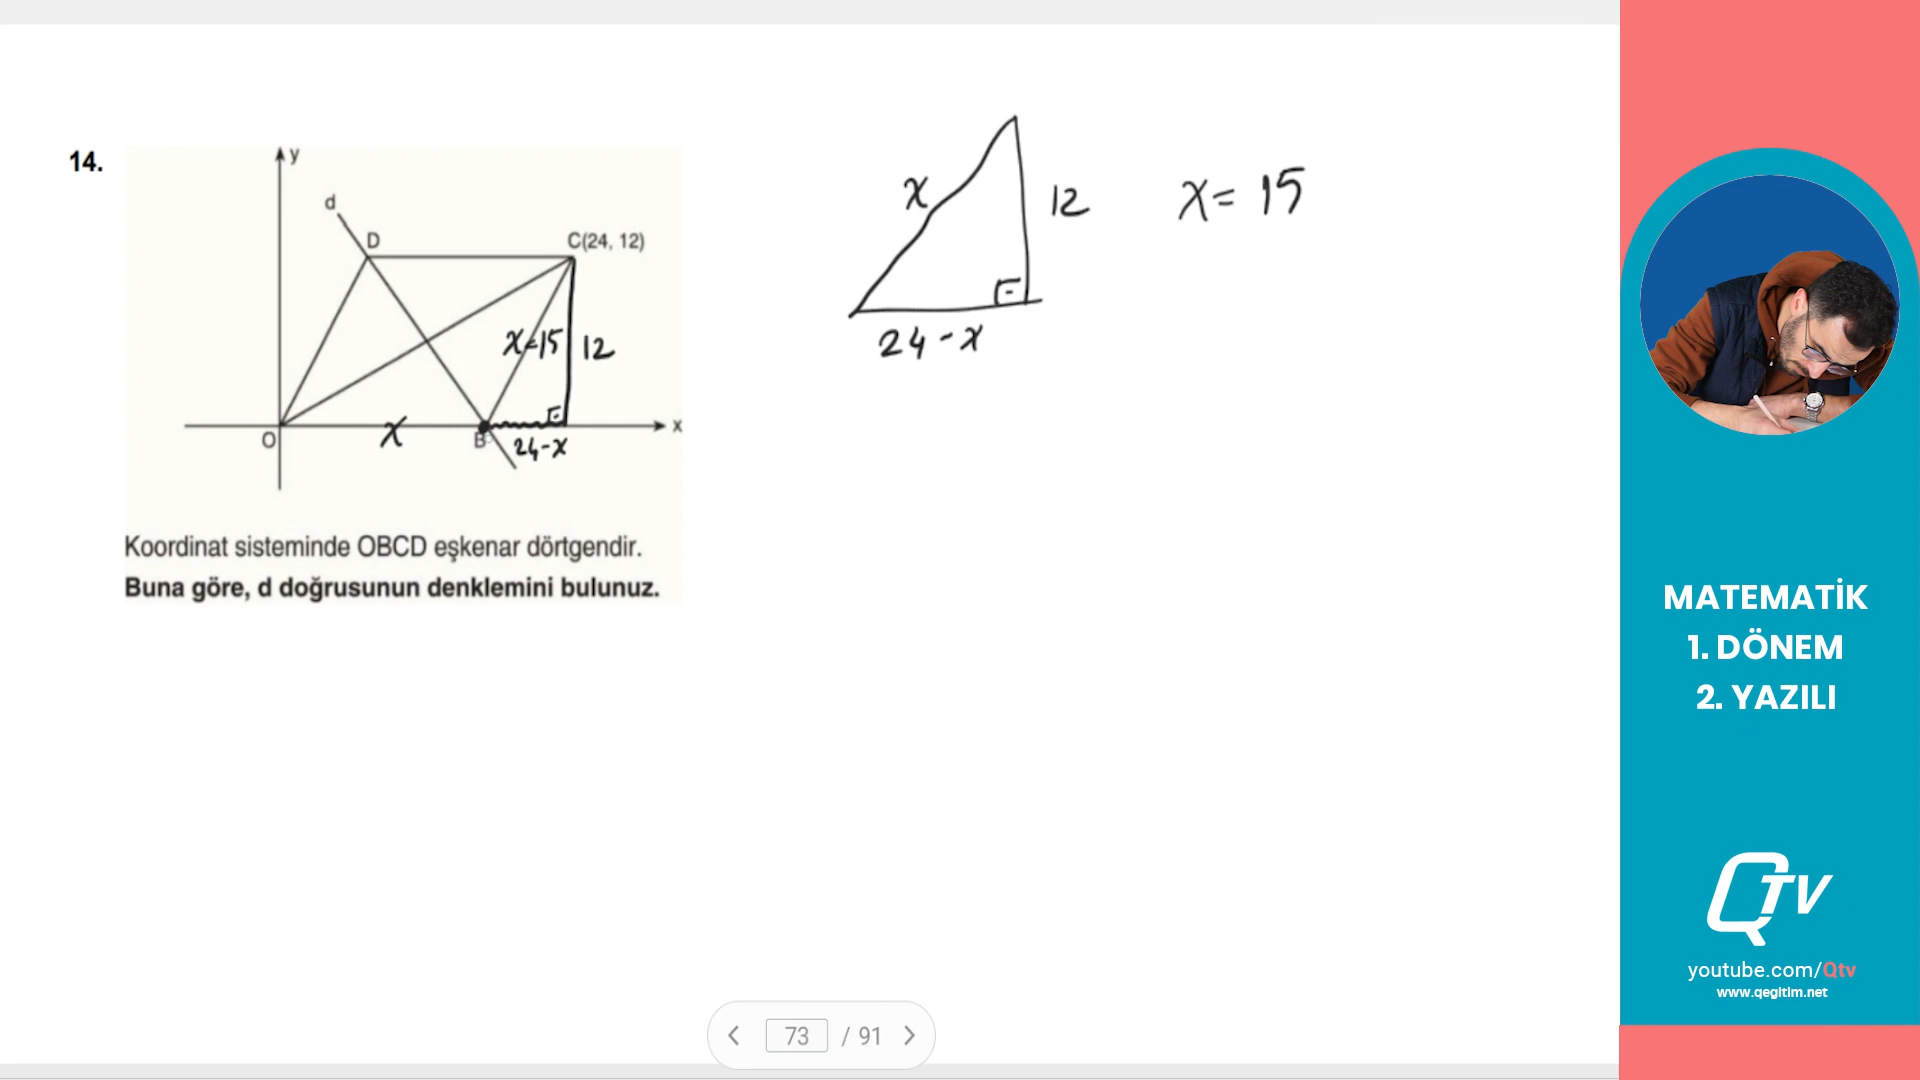 14.
y
d
D
C(24, 12)
x=15
12
O
x
B
24-x
x
Koordinat sisteminde OBCD eşkenar dörtgendir.
Buna göre, d doğrusunun denklemini bulunuz.
x
12
24-x
x= 15
MATEMATİK
1. DÖNEM
2. YAZILI
QTV
youtube.com/Qtv
www.qegitim.net
73 / 91